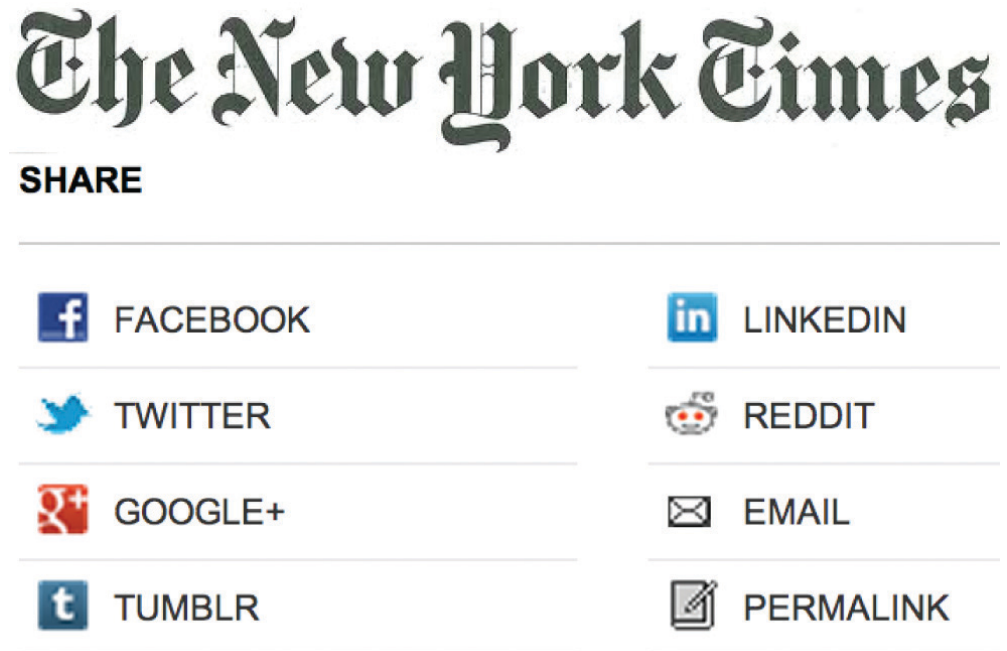 The New York Times
SHARE
FACEBOOK
LINKEDIN
TWITTER
REDDIT
GOOGLE+
EMAIL
TUMBLR
PERMALINK